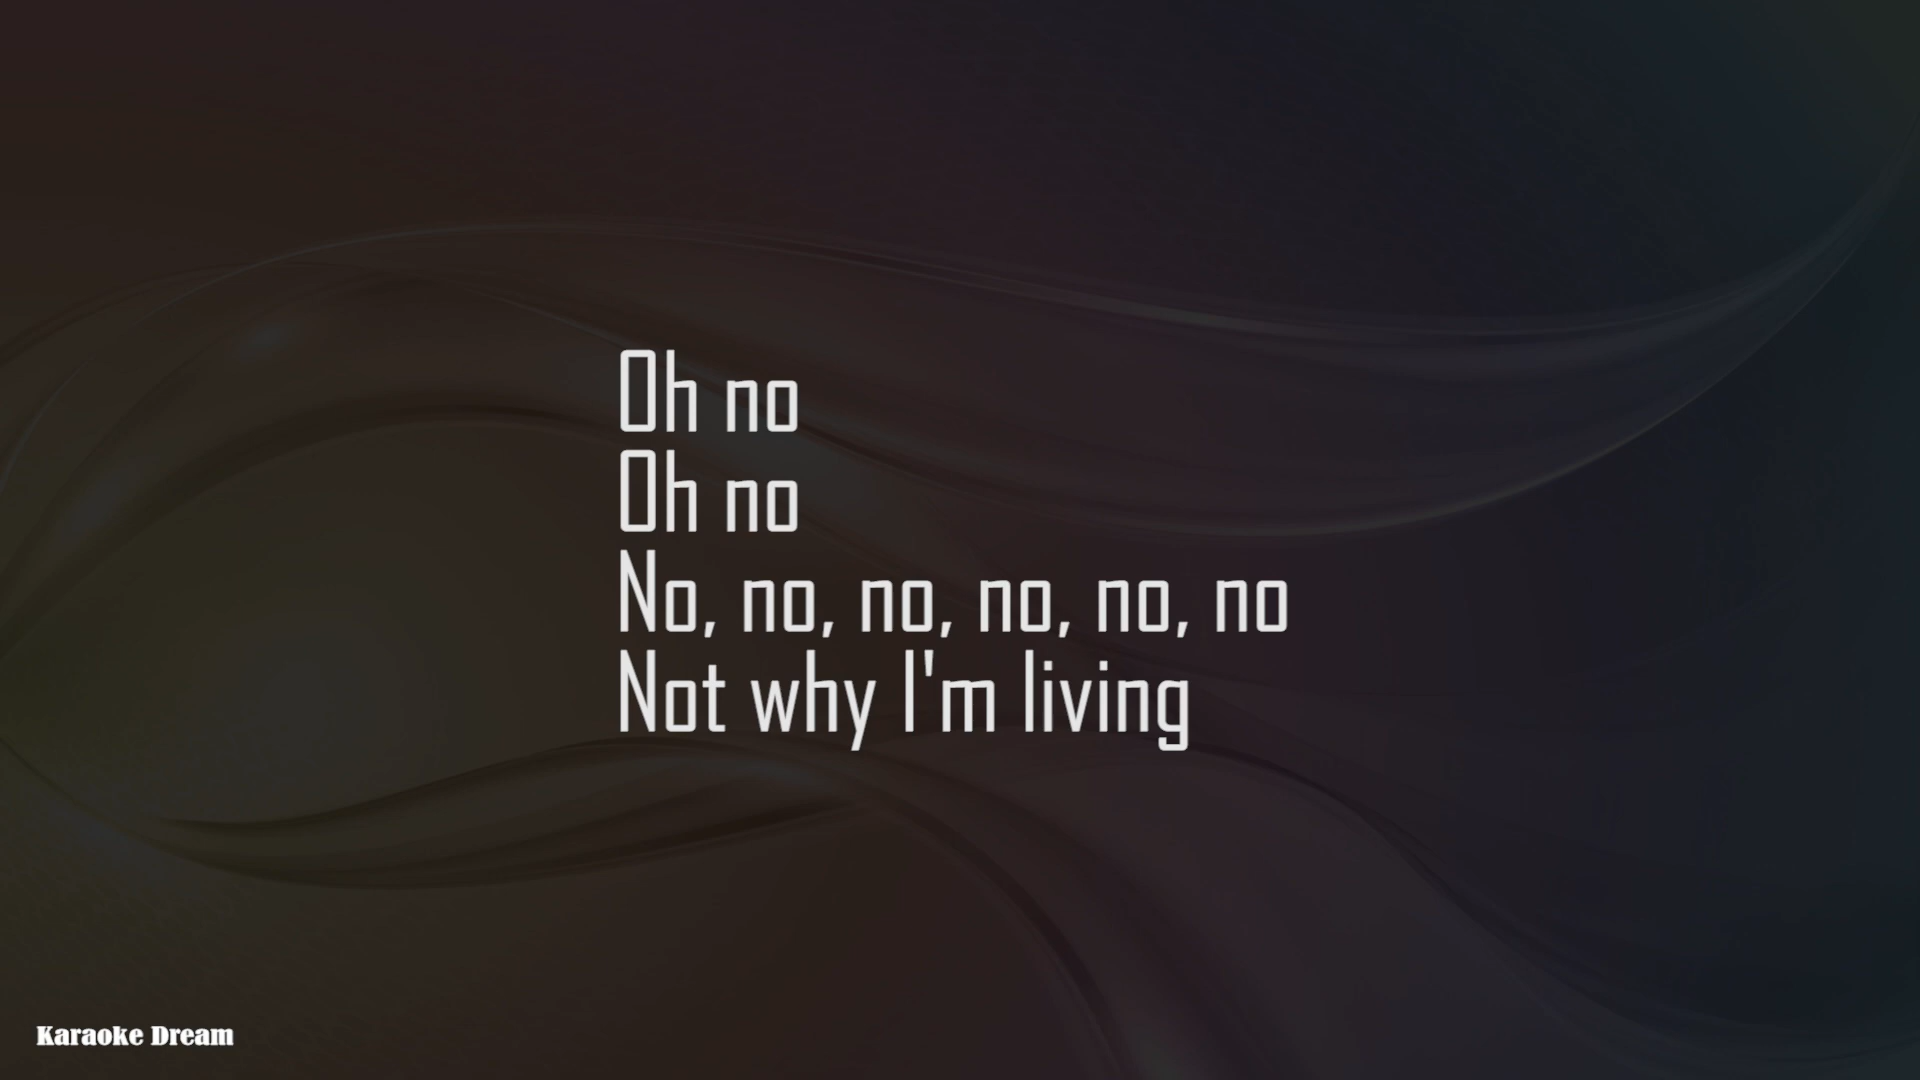 Oh no
Oh no
No, no, no, no, no, no
Not why I'm living
Karaoke Dream